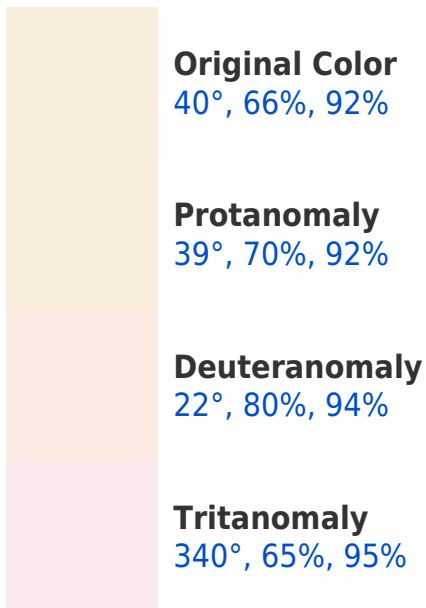 Original Color
40°, 66%, 92%
Protanomaly
39°, 70%, 92%
Deuteranomaly
22°, 80%, 94%
Tritanomaly
340°, 65%, 95%